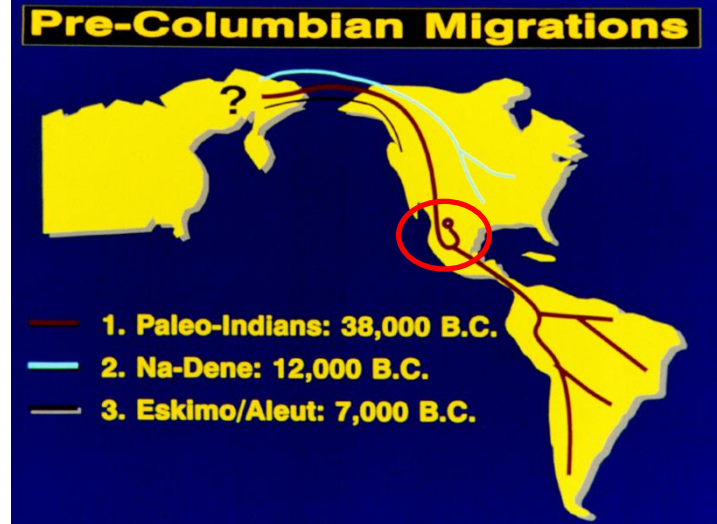 Pre-Columbian Migrations
?
1. Paleo-Indians: 38,000 B.C.
2. Na-Dene: 12,000 B.C.
3. Eskimo/Aleut: 7,000 B.C.